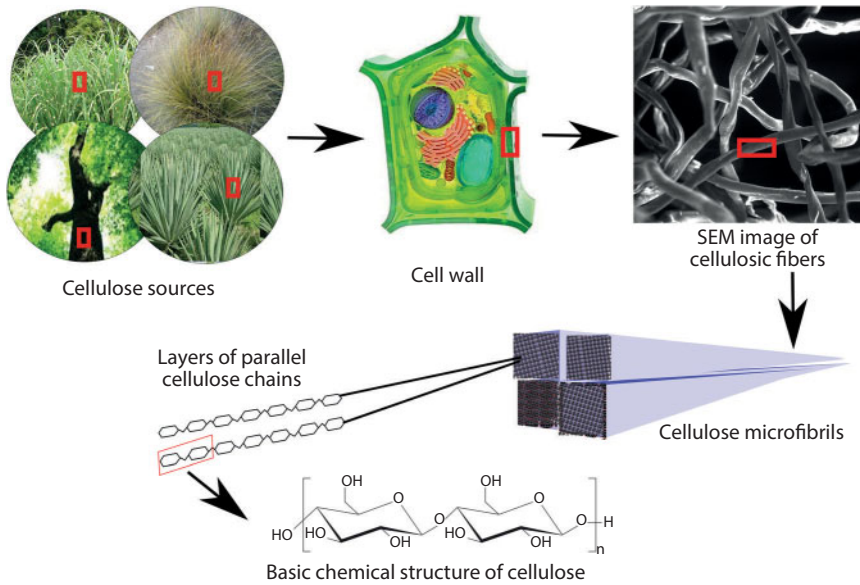 Cellulose sources
Cell wall
SEM image of
cellulosic fibers
Layers of parallel
cellulose chains
Cellulose microfibrils
OH
OH
O
O
O
O
H
HO
HO
OH
HO
OH
n
Basic chemical structure of cellulose